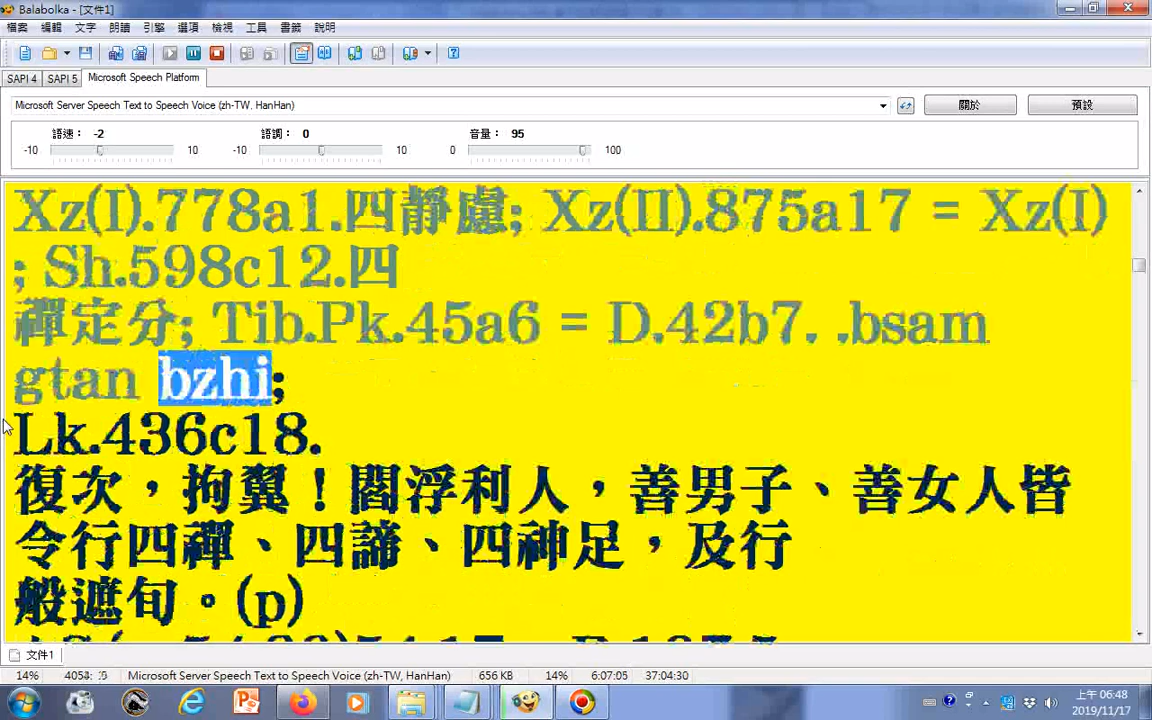 Balabolka - [文件1]
檔案 編輯 文字 朗讀 引擎 選項 檢視 工具 書籤 說明
SAPI 4 SAPI 5 Microsoft Speech Platform
Microsoft Server Speech Text to Speech Voice (zh-TW, HanHan) 關於 預設
語速： -2 語調： 0 音量： 95
-10 10 -10 10 0 100
Xz(I).778a1.四靜慮; Xz(II).875a17 = Xz(I)
; Sh.598c12.四
禪定分; Tib.Pk.45a6 = D.42b7. .bsam
gtan bzhi;
Lk.436c18.
復次，拘翼！閻浮利人，善男子、善女人皆
令行四禪、四諦、四神足，及行
般遮旬。(p)
文件1
14% Microsoft Server Speech Text to Speech Voice (zh-TW, HanHan) 656 KB 14% 6:07:05 37:04:30
上午 06:48
2019/11/17